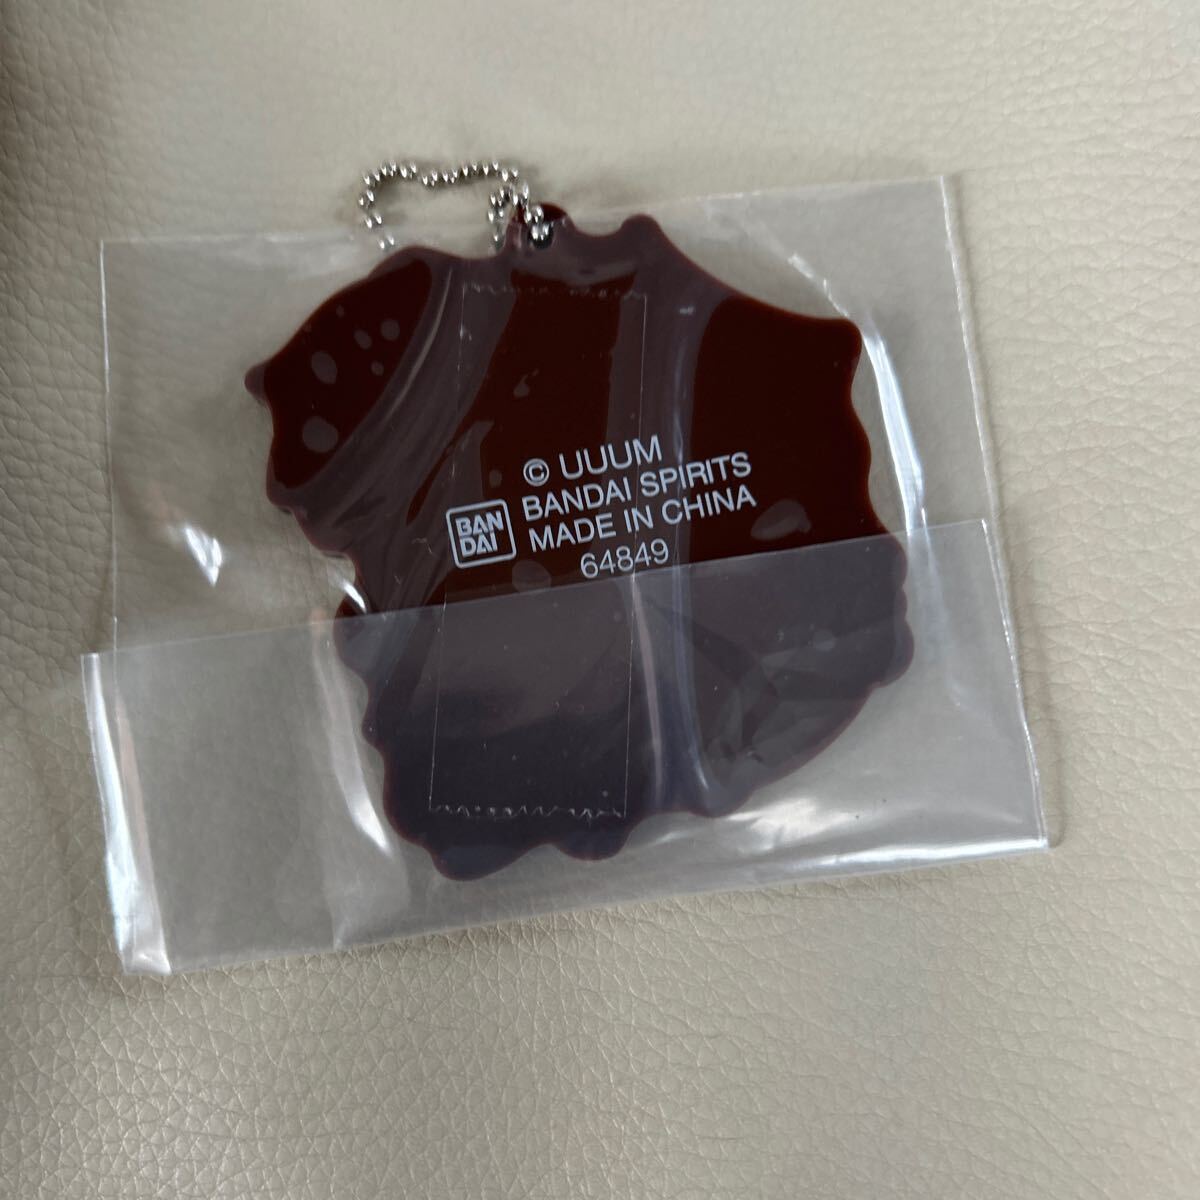 © UUUM
BANDAI SPIRITS
MADE IN CHINA
64849
BAN
DAI